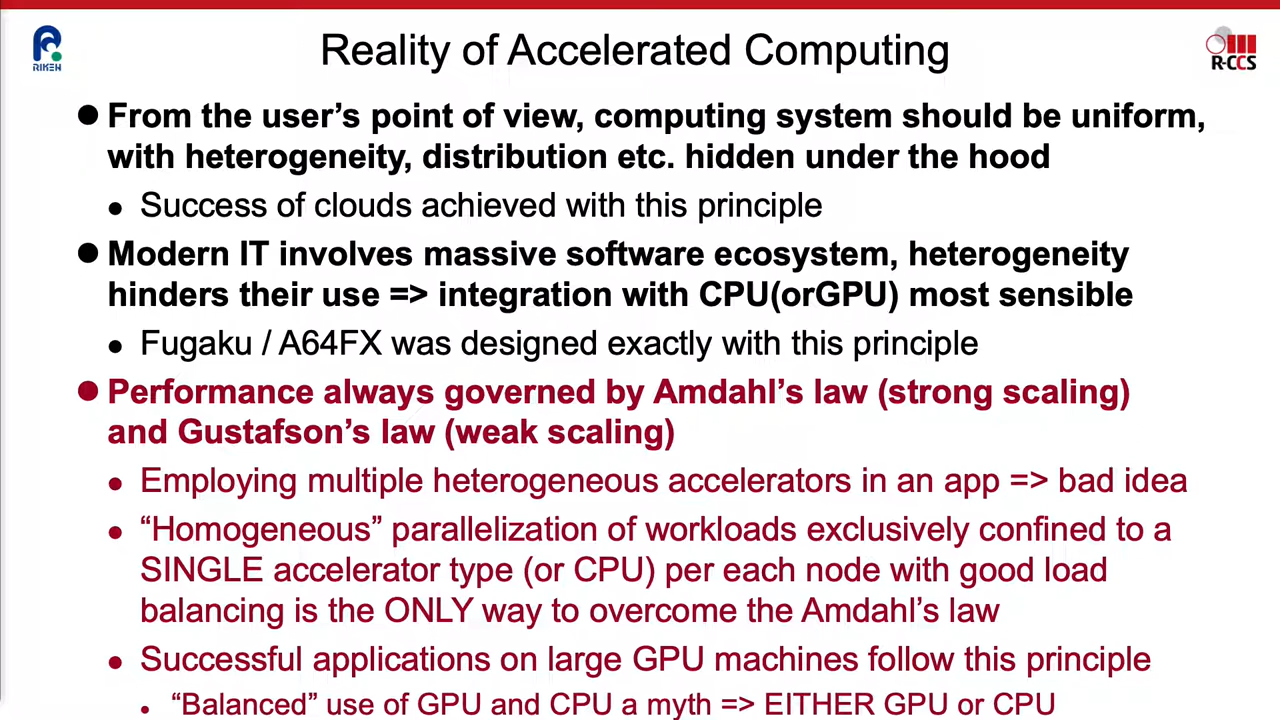 RIKEN
Reality of Accelerated Computing
R-CCS
● From the user's point of view, computing system should be uniform,
with heterogeneity, distribution etc. hidden under the hood
● Success of clouds achieved with this principle
● Modern IT involves massive software ecosystem, heterogeneity
hinders their use => integration with CPU(orGPU) most sensible
● Fugaku / A64FX was designed exactly with this principle
● Performance always governed by Amdahl's law (strong scaling)
and Gustafson's law (weak scaling)
● Employing multiple heterogeneous accelerators in an app => bad idea
● “Homogeneous” parallelization of workloads exclusively confined to a
SINGLE accelerator type (or CPU) per each node with good load
balancing is the ONLY way to overcome the Amdahl's law
● Successful applications on large GPU machines follow this principle
● “Balanced” use of GPU and CPU a myth => EITHER GPU or CPU